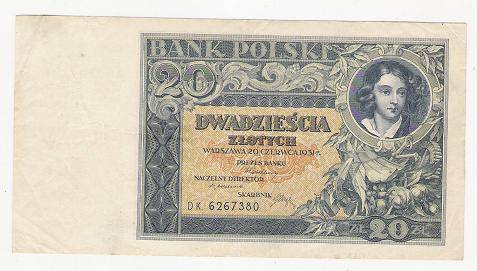 BANK POLSKI
20
DWADZIEŚCIA
ZŁOTYCH
WARSZAWA 20 CZERWCA 1931 r.
PREZES BANKU
NACZELNY DYREKTOR
SKARBNIK
DK. 6267380
ZŁ 20 ZŁ